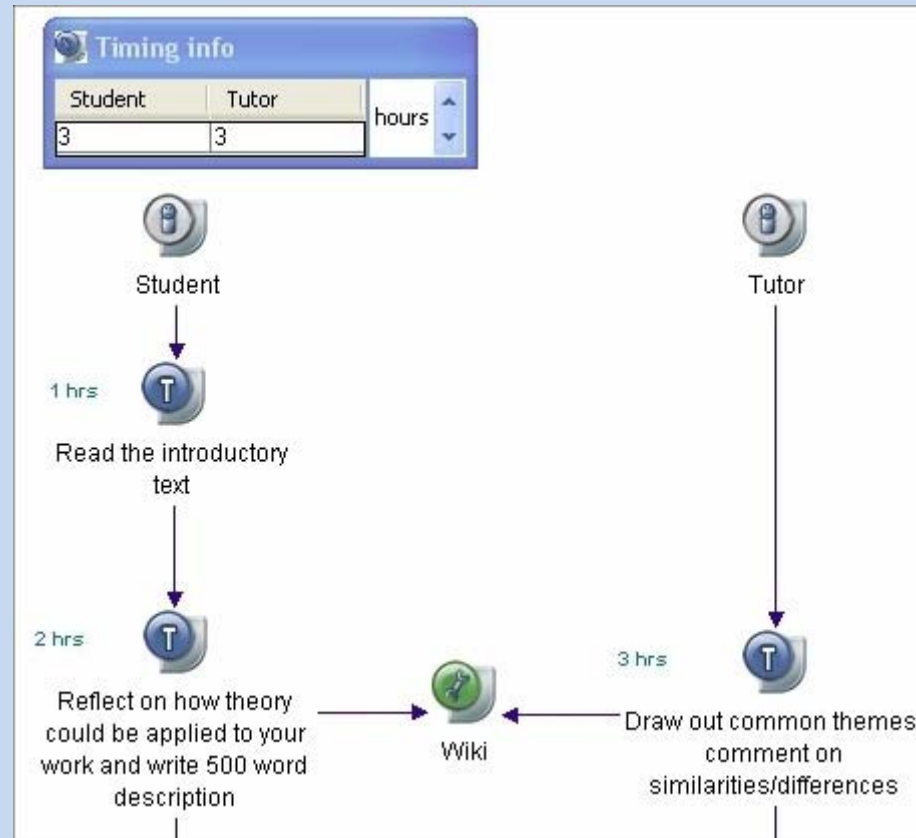 Timing info
Student Tutor
hours
3 3
Student
Tutor
1 hrs
T
Read the introductory
text
2 hrs
T
Reflect on how theory
could be applied to your
work and write 500 word
description
Wiki
3 hrs
T
Draw out common themes
comment on
similarities/differences